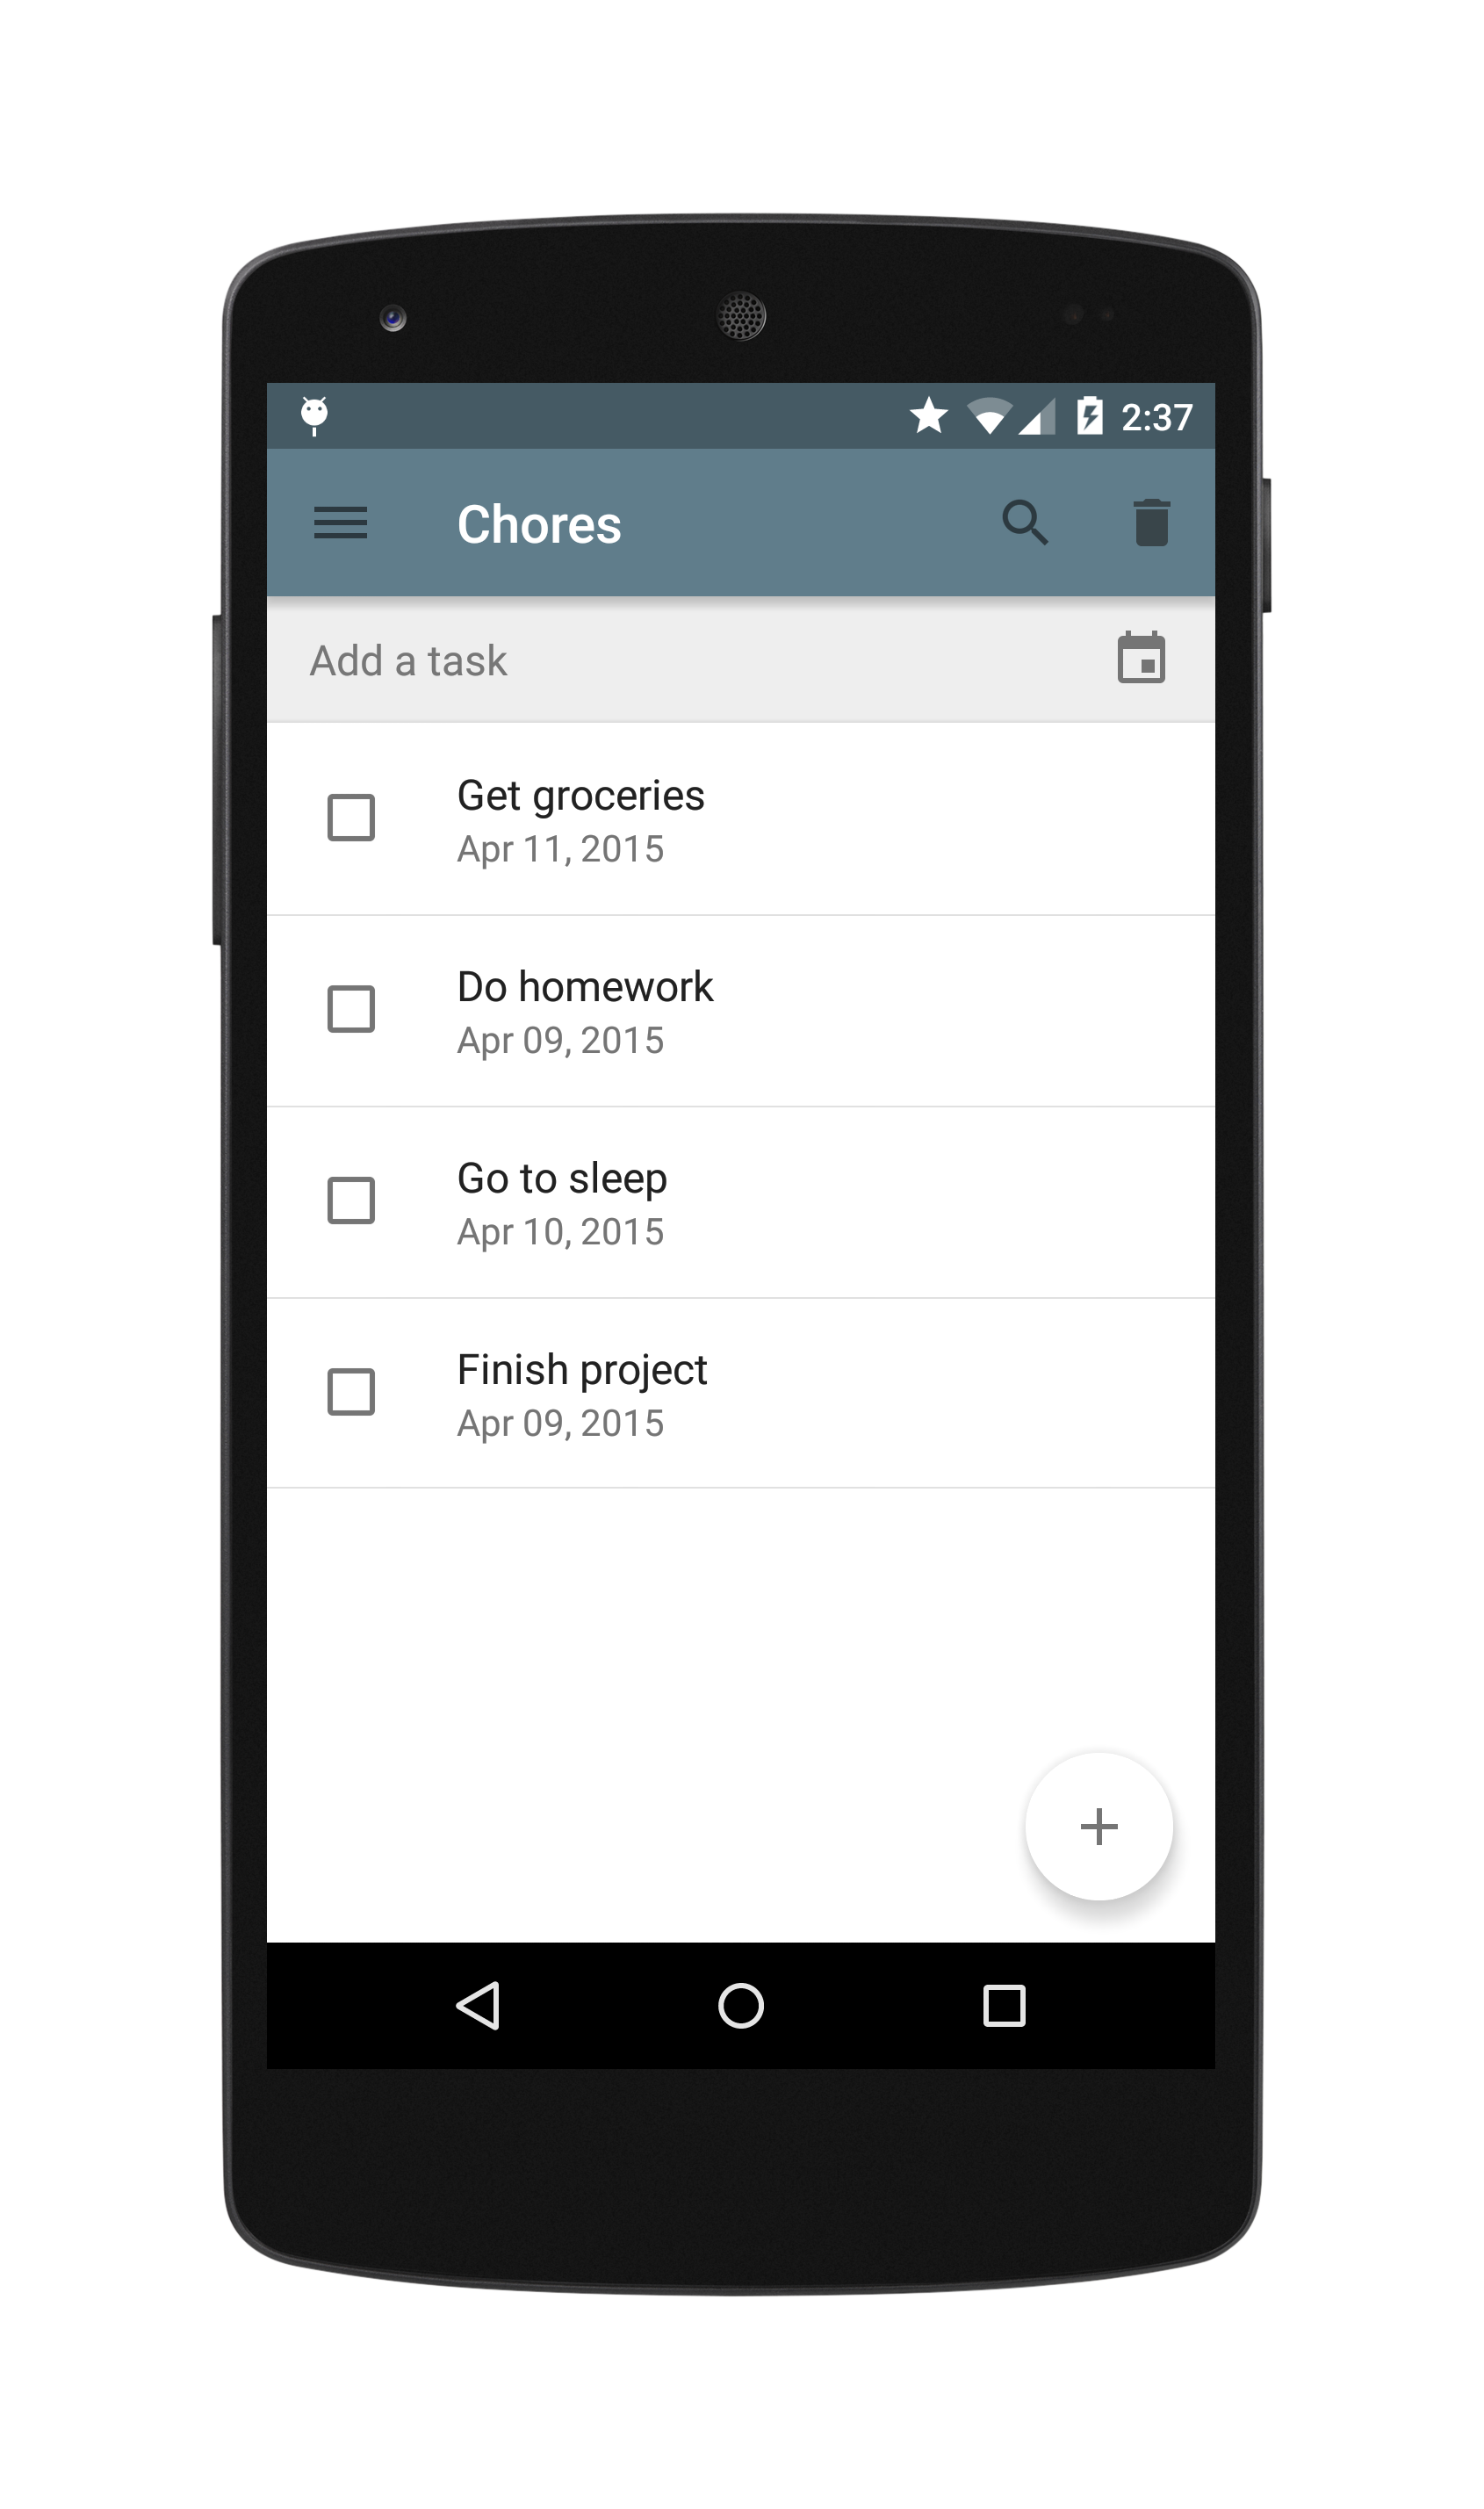 2:37
Chores
Add a task
Get groceries
Apr 11, 2015
Do homework
Apr 09, 2015
Go to sleep
Apr 10, 2015
Finish project
Apr 09, 2015